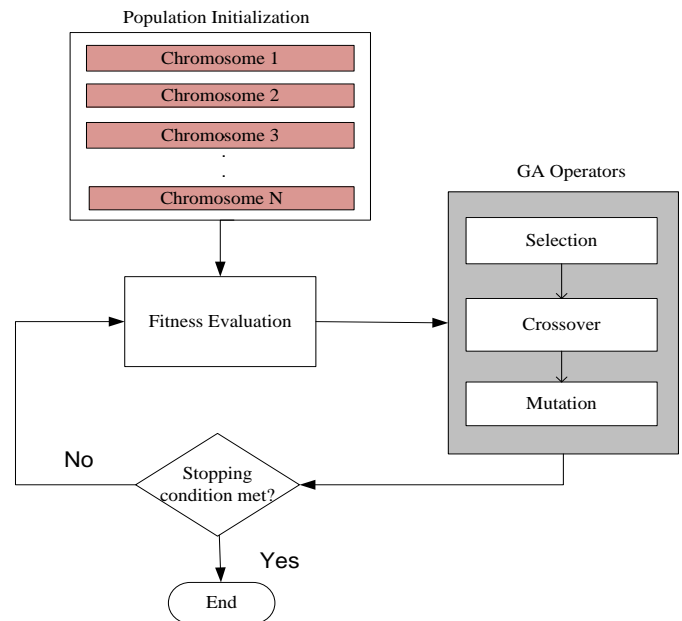 Population Initialization
Chromosome 1
Chromosome 2
Chromosome 3
.
.
Chromosome N
GA Operators
Selection
Crossover
Mutation
Fitness Evaluation
Stopping
condition met?
No
Yes
End